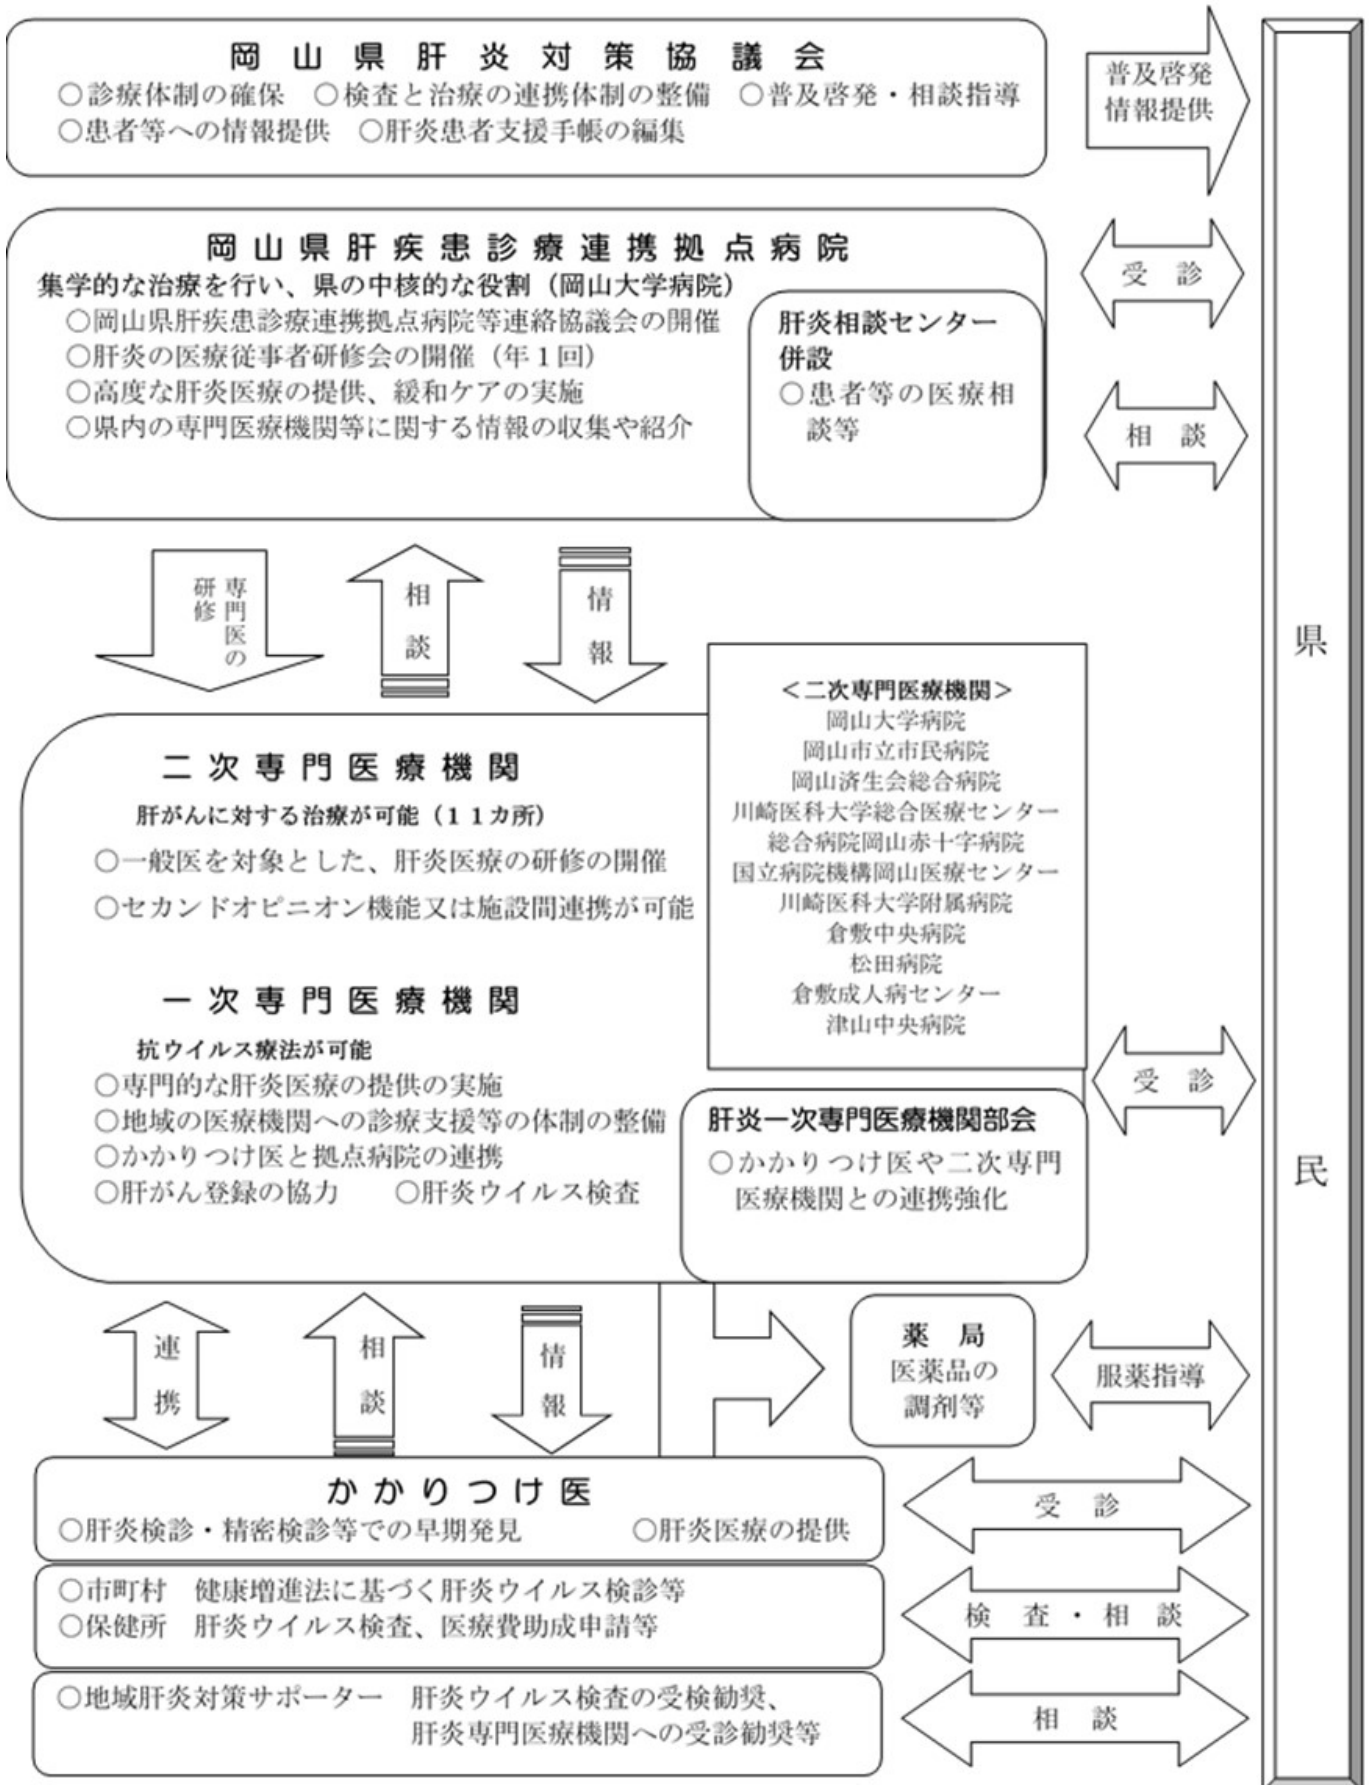 岡山県肝炎対策協議会
○診療体制の確保　○検査と治療の連携体制の整備　○普及啓発・相談指導
○患者等への情報提供　○肝炎患者支援手帳の編集
普及啓発
情報提供
岡山県肝疾患診療連携拠点病院
集学的な治療を行い、県の中核的な役割（岡山大学病院）
○岡山県肝疾患診療連携拠点病院等連絡協議会の開催
○肝炎の医療従事者研修会の開催（年１回）
○高度な肝炎医療の提供、緩和ケアの実施
○県内の専門医療機関等に関する情報の収集や紹介
肝炎相談センター
併設
○患者等の医療相
談等
受　診
相　談
専門医の
研修
相談
情報
二次専門医療機関
肝がんに対する治療が可能（１１カ所）
○一般医を対象とした、肝炎医療の研修の開催
○セカンドオピニオン機能又は施設間連携が可能
＜二次専門医療機関＞
岡山大学病院
岡山市立市民病院
岡山済生会総合病院
川崎医科大学総合医療センター
総合病院岡山赤十字病院
国立病院機構岡山医療センター
川崎医科大学附属病院
倉敷中央病院
松田病院
倉敷成人病センター
津山中央病院
一次専門医療機関
抗ウイルス療法が可能
○専門的な肝炎医療の提供の実施
○地域の医療機関への診療支援等の体制の整備
○かかりつけ医と拠点病院の連携
○肝がん登録の協力　○肝炎ウイルス検査
肝炎一次専門医療機関部会
○かかりつけ医や二次専門
医療機関との連携強化
受　診
県民
連携
相談
情報
薬　局
医薬品の
調剤等
服薬指導
かかりつけ医
○肝炎検診・精密検診等での早期発見　○肝炎医療の提供
受　診
○市町村　健康増進法に基づく肝炎ウイルス検診等
○保健所　肝炎ウイルス検査、医療費助成申請等
検　査・相　談
○地域肝炎対策サポーター　肝炎ウイルス検査の受検勧奨、
肝炎専門医療機関への受診勧奨等
相　談